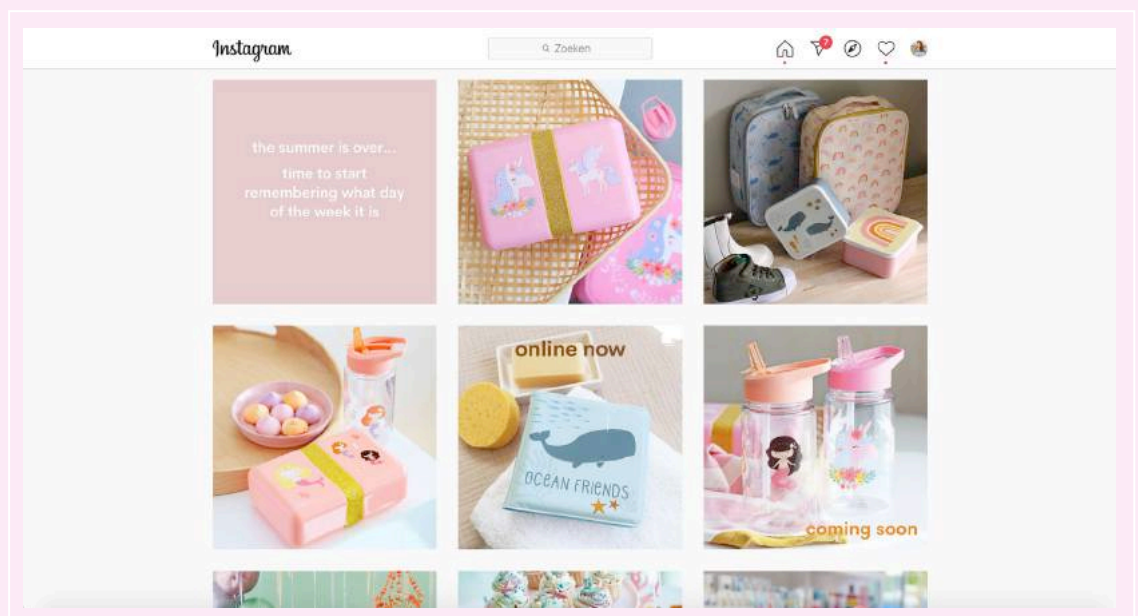 Instagram
Zoeken
7
the summer is over...
time to start
remembering what day
of the week it is
online now
OCEAN FRIENDS
coming soon